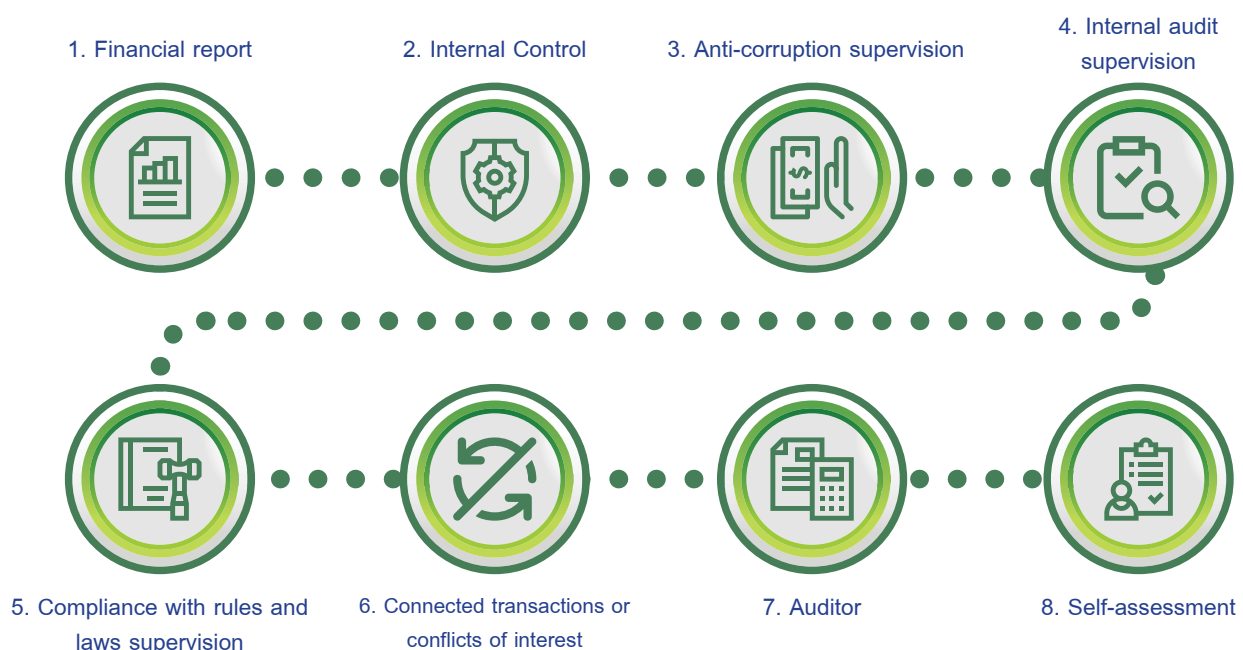 1. Financial report
2. Internal Control
3. Anti-corruption supervision
4. Internal audit
supervision
$
5. Compliance with rules and
laws supervision
6. Connected transactions or
conflicts of interest
7. Auditor
8. Self-assessment